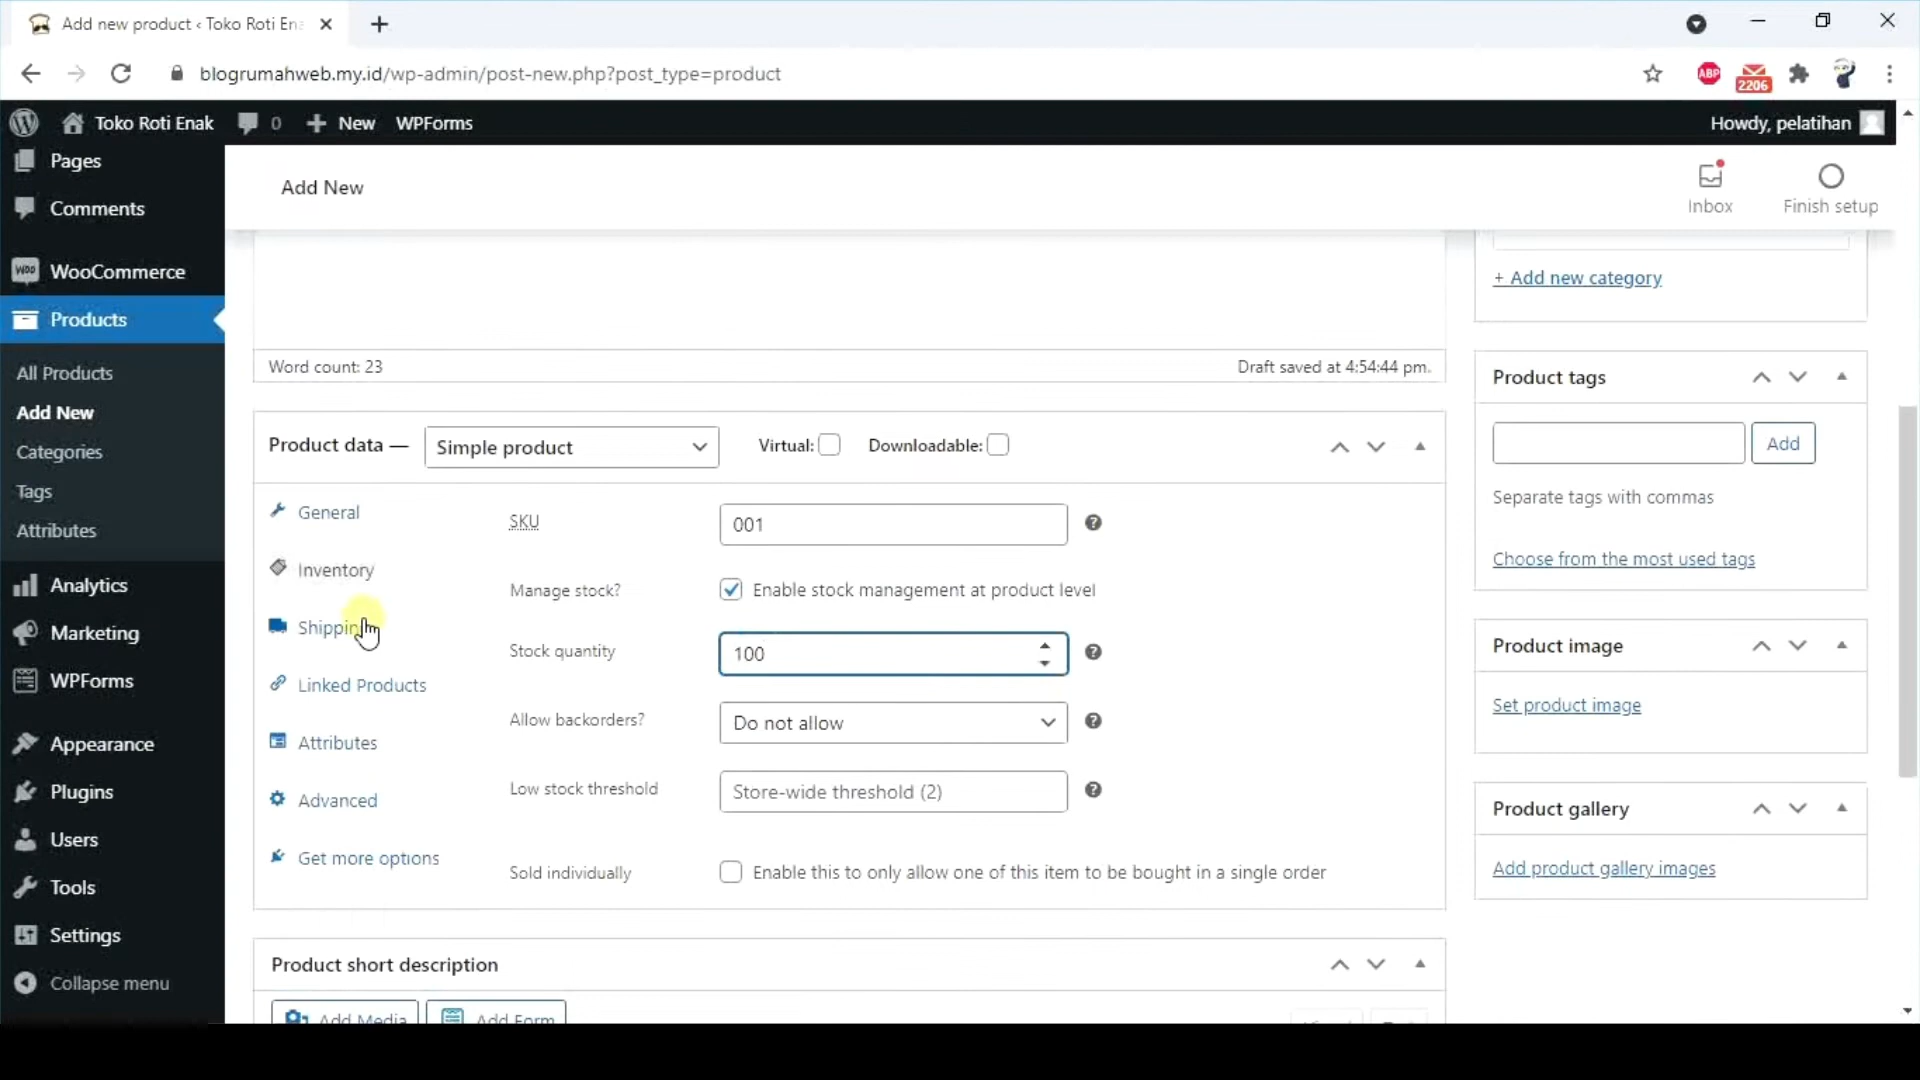 Add new product ‹ Toko Roti Ena
blogrumahweb.my.id/wp-admin/post-new.php?post_type=product
ABP
2206
Toko Roti Enak
0
New
WPForms
Howdy, pelatihan
Pages
Comments
WooCommerce
Products
All Products
Add New
Categories
Tags
Attributes
Analytics
Marketing
WPForms
Appearance
Plugins
Users
Tools
Settings
Collapse menu
Add New
Inbox
Finish setup
Word count: 23
Draft saved at 4:54:44 pm.
Product data —
Simple product
Virtual:
Downloadable:
General
Inventory
Shipping
Linked Products
Attributes
Advanced
Get more options
SKU
001
Manage stock?
Enable stock management at product level
Stock quantity
100
Allow backorders?
Do not allow
Low stock threshold
Store-wide threshold (2)
Sold individually
Enable this to only allow one of this item to be bought in a single order
Product short description
Add Media
Add Form
+ Add new category
Product tags
Add
Separate tags with commas
Choose from the most used tags
Product image
Set product image
Product gallery
Add product gallery images